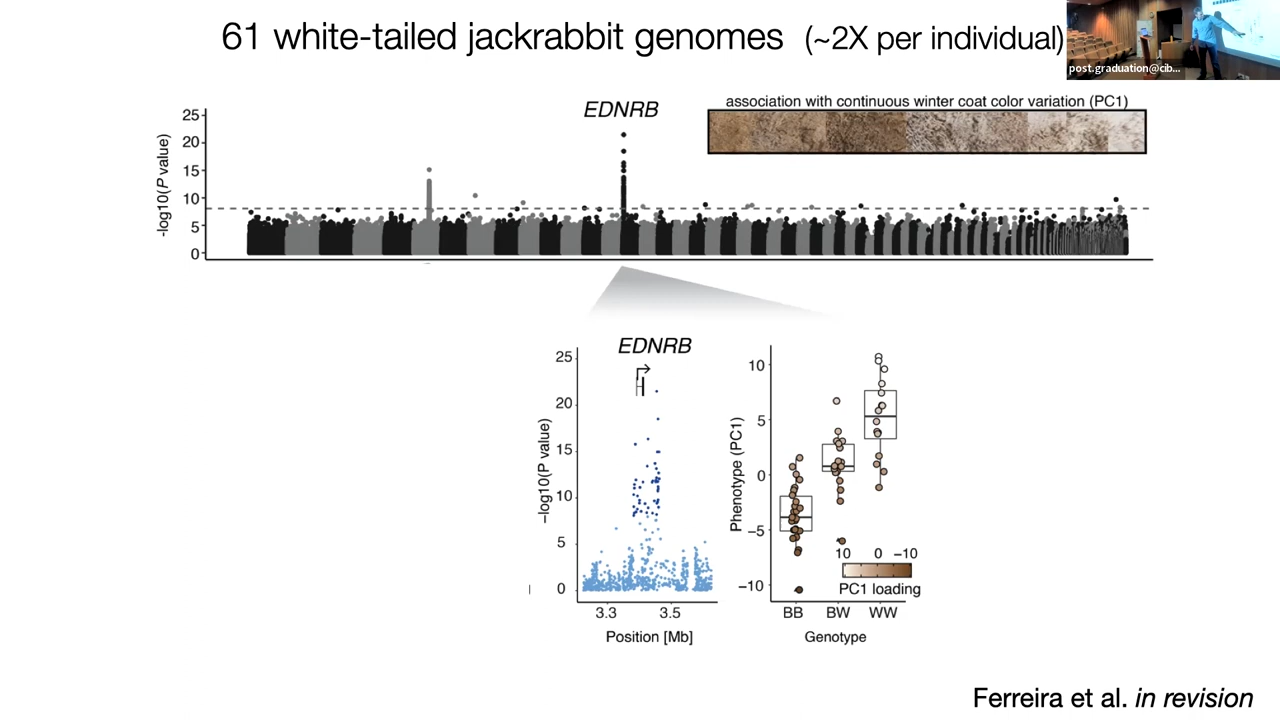 61 white-tailed jackrabbit genomes (~2X per individual)
post.graduation@cib...
association with continuous winter coat color variation (PC1)
EDNRB
-log10(P value)
25
20
15
10
5
0
EDNRB
−log10(P value)
25
20
15
10
5
0
3.3
3.5
Position [Mb]
Phenotype (PC1)
10
5
0
−5
−10
10 0 −10
PC1 loading
BB BW WW
Genotype
Ferreira et al. in revision